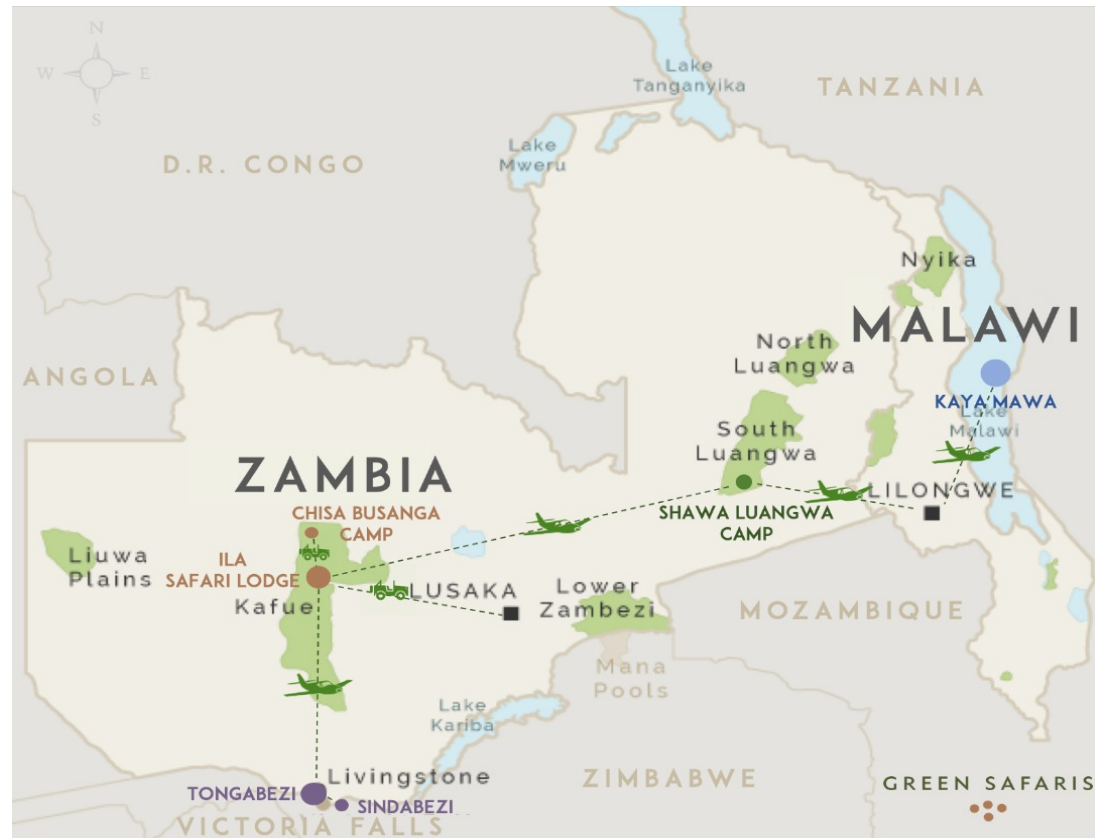 N
W
E
S
Lake
Tanganyika
TANZANIA
D.R. CONGO
Lake
Mweru
Nyika
MALAWI
North
Luangwa
ANGOLA
KAYA MAWA
Lake
Malawi
South
Luangwa
ZAMBIA
LILONGWE
CHISA BUSANGA
CAMP
SHAWA LUANGWA
CAMP
Liuwa
Plains
ILA
SAFARI LODGE
Kafue
LUSAKA
Lower
Zambezi
MOZAMBIQUE
Mana
Pools
Lake
Kariba
Livingstone
ZIMBABWE
GREEN SAFARIS
TONGABEZI
SINDABEZI
VICTORIA FALLS